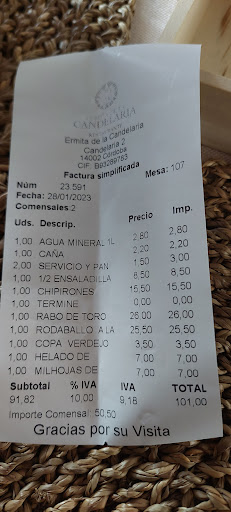 CANDELARIA
Ermita de la Candelaria
Candelaria 2
14002 Córdoba
CIF. B93289783
Factura simplificada
Núm 23.591 Mesa: 107
Fecha: 28/01/2023
Comensales:2
Uds. Descrip. Precio Imp.
1,00 AGUA MINERAL 1L 2,80 2,80
1,00 CAÑA 2,20 2,20
2,00 SERVICIO Y PAN 1,50 3,00
1,00 1/2 ENSALADILLA 8,50 8,50
1,00 CHIPIRONES 15,50 15,50
1,00 TERMINE 0,00 0,00
1,00 RABO DE TORO 26,00 26,00
1,00 RODABALLO A LA 25,50 25,50
1,00 COPA VERDEJO 3,50 3,50
1,00 HELADO DE 7,00 7,00
1,00 MILHOJAS DE 7,00 7,00
Subtotal % IVA IVA TOTAL
91,82 10,00 9,18 101,00
Importe Comensal: 50,50
Gracias por su Visita